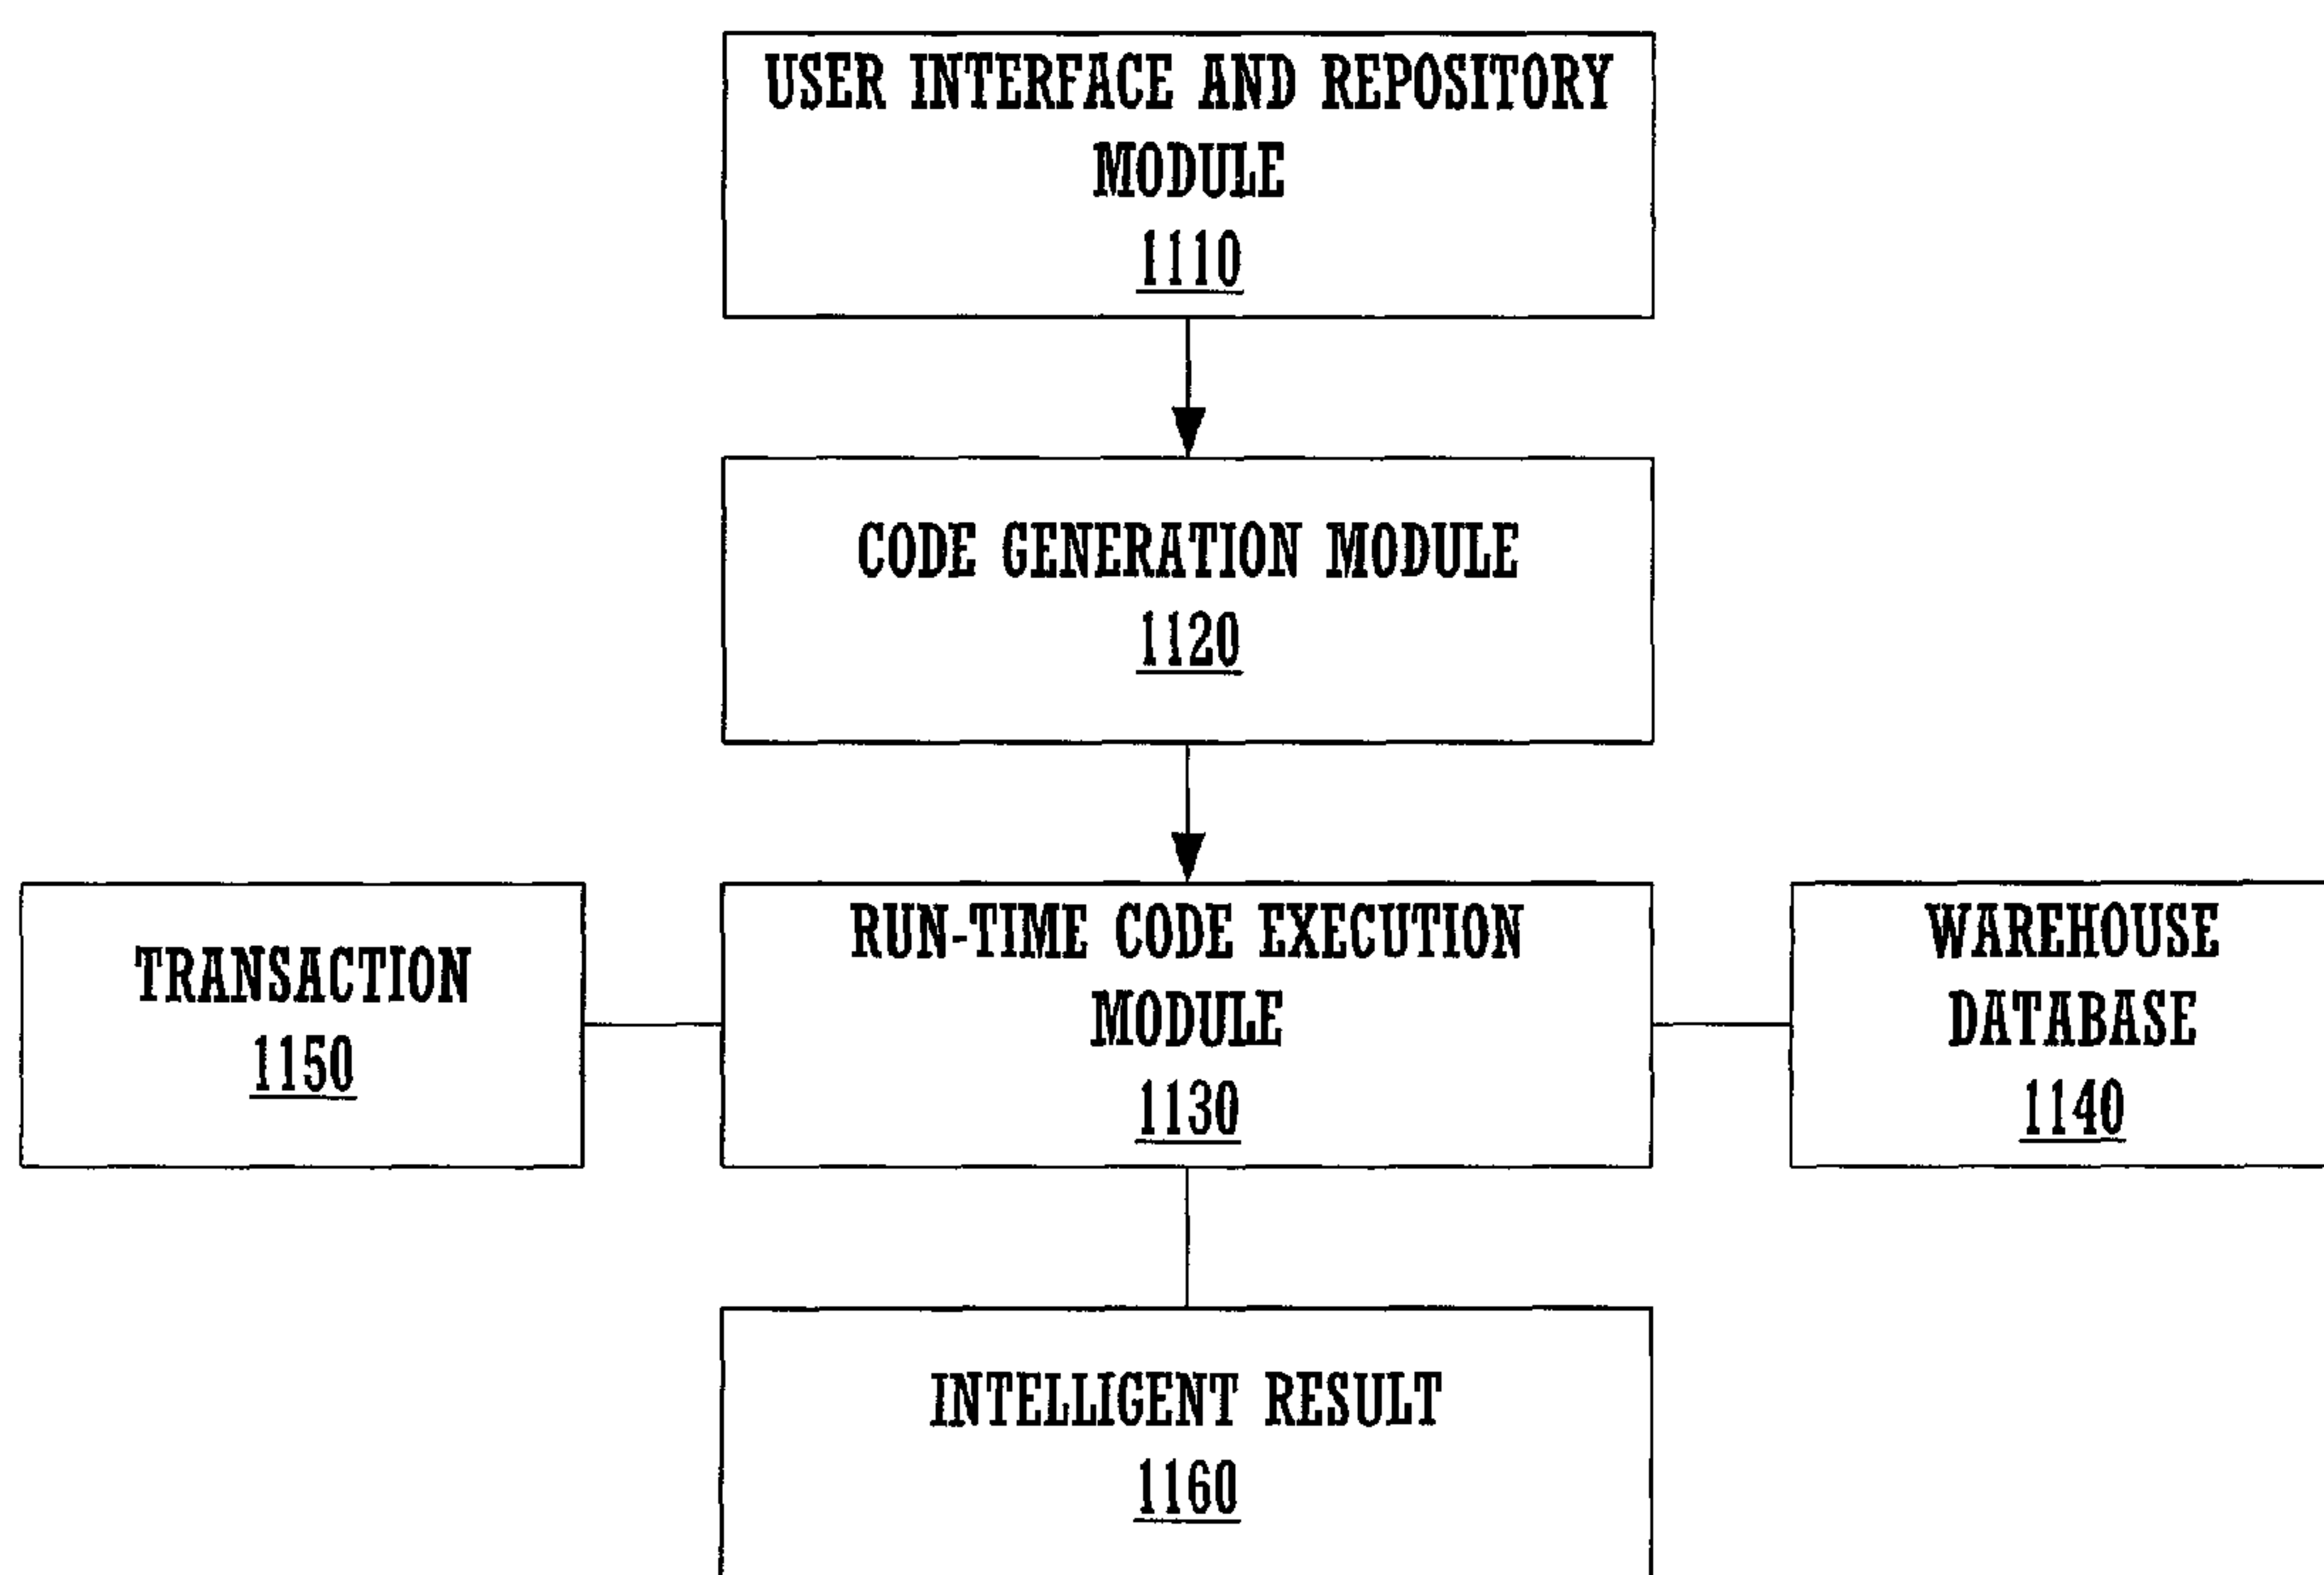 USER INTERFACE AND REPOSITORY
MODULE
1110
CODE GENERATION MODULE
1120
TRANSACTION
1150
RUN-TIME CODE EXECUTION
MODULE
1130
WAREHOUSE
DATABASE
1140
INTELLIGENT RESULT
1160